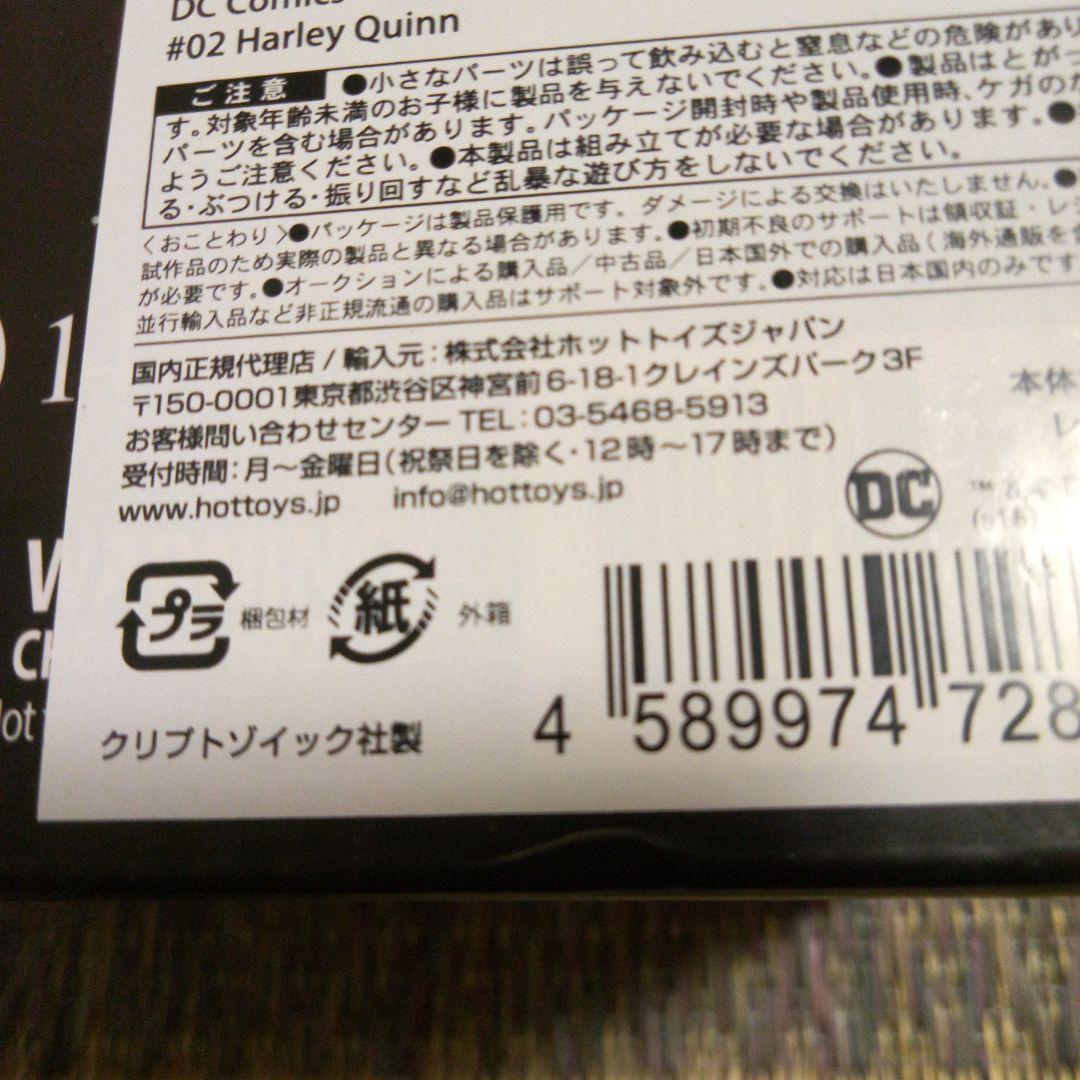 DC Comics
#02 Harley Quinn
ご注意 ●小さなパーツは誤って飲み込むと窒息などの危険があり
す。対象年齢未満のお子様に製品を与えないでください。●製品はとがっ
パーツを含む場合があります。パッケージ開封時や製品使用時、ケガのな
ようご注意ください。●本製品は組み立てが必要な場合があります。●
る・ぶつける・振り回すなど乱暴な遊び方をしないでください。
〈おことわり〉●パッケージは製品保護用です。ダメージによる交換はいたしません。●
試作品のため実際の製品と異なる場合があります。●初期不良のサポートは領収証・レシ
が必要です。●オークションによる購入品／中古品／日本国外での購入品（海外通販を含
並行輸入品など非正規流通の購入品はサポート対象外です。●対応は日本国内のみです
国内正規代理店 / 輸入元：株式会社ホットトイズジャパン
〒150-0001東京都渋谷区神宮前6-18-1クレインズパーク3F
お客様問い合わせセンター TEL：03-5468-5913
受付時間：月～金曜日（祝祭日を除く・12時～17時まで）
www.hottoys.jp info@hottoys.jp
本体
レ
DC
(s18)
プラ 梱包材 紙 外箱
クリプトゾイック社製
4 589974 728
1
W
CH
lot